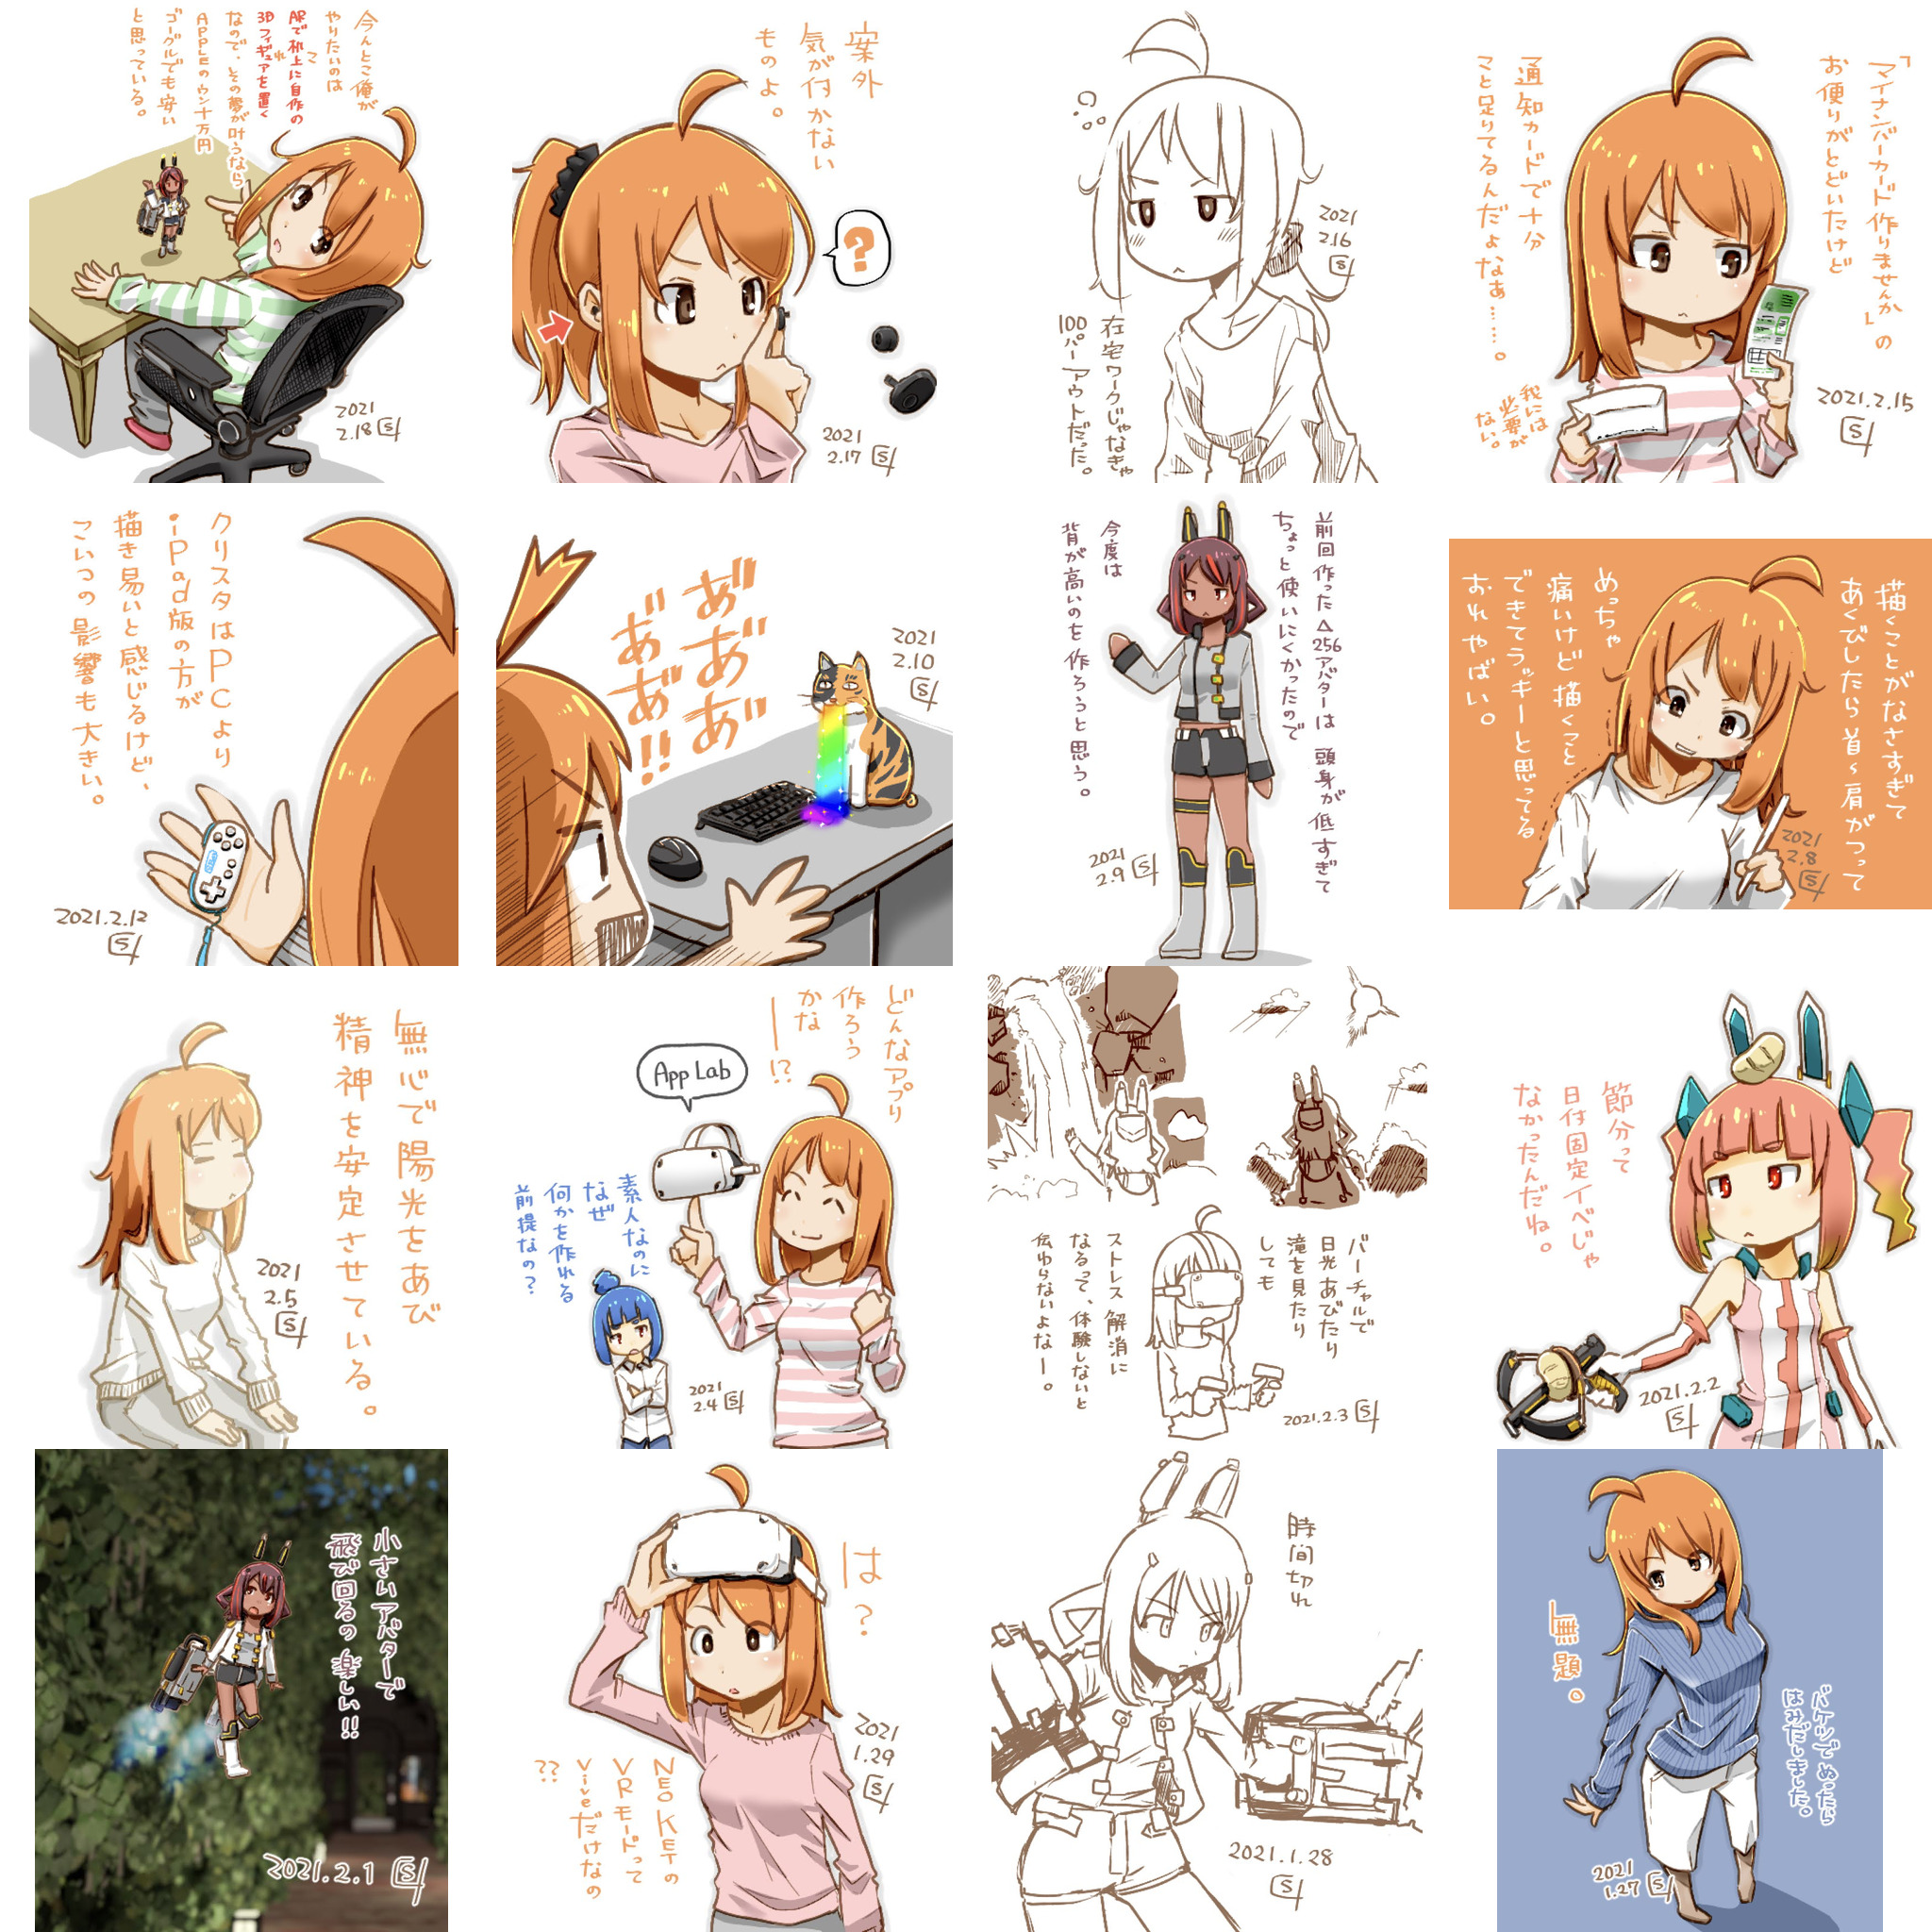 今んとこ俺が
やりたいのは
ARで机上に自作の
3Dフィギュアを置く
こ
れ
なので、その夢が叶うなら
APPLEのウン十万円
ゴーグルでも安い
と思っている。
2021
2.18
案外
気が付かない
ものよ。
?
2021
2.17
2021
2.16
在宅ワークじゃなきゃ
100パーアウトだった。
「マイナンバーカード作りませんか」の
お便りがとどいたけど
通知カードで十分
こと足りてるんだよなぁ……。
我には
必要が
ない。
2021.2.15
クリスタはPCより
iPad版の方が
描き易いと感じるけど、
こいつの影響も大きい。
2021.2.12
あ゛あ゛あ゛
あ゛あ゛!!
2021
2.10
前回作ったΔ256アバターは頭身が低すぎて
ちょっと使いにくかったので
今度は
背が高いのを作ろうと思う。
2021
2.9
描くことがなさすぎて
あくびしたら首〜肩がつって
めっちゃ
痛いけど描くこと
できてラッキーと思ってる
おれやばい。
2021
2.8
無心で陽光をあび
精神を安定させている。
2021
2.5
どんなアプリ
作ろう
かな
ー!?
App Lab
素人なのに
なぜ
何かを作れる
前提なの?
2021
2.4
バーチャルで
日光あびたり
滝を見たり
しても
ストレス解消に
なるって、体験しないと
伝わらないよなー。
2021.2.3
節分って
日付固定イベじゃ
なかったんだね。
2021.2.2
小さいアバターで
飛び回るの楽しい!!
2021.2.1
は?
2021
1.29
NEOKETの
VRモードって
Viveだけなの
??
時間切れ
2021.1.28
無題。
バケツでぬったら
はみだしました。
2021
1.27